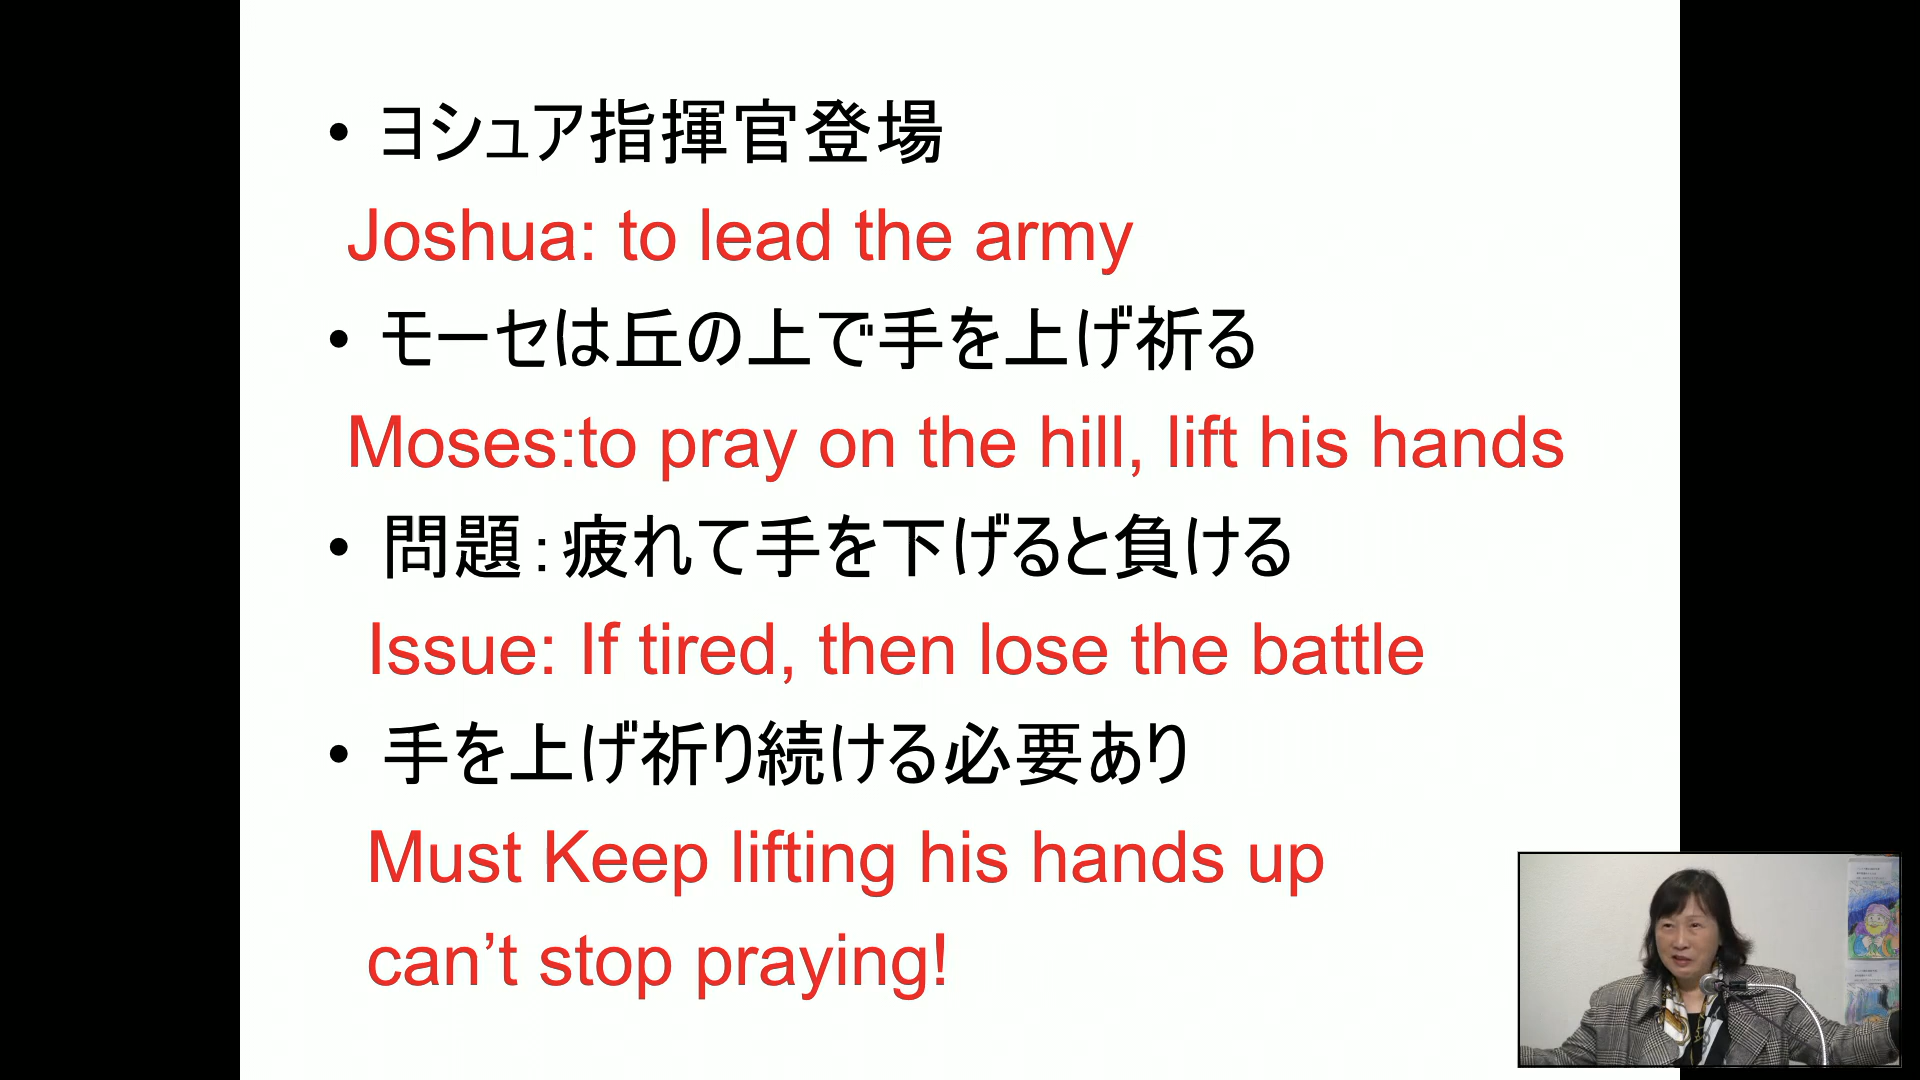 • ヨシュア指揮官登場
Joshua: to lead the army
• モーセは丘の上で手を上げ祈る
Moses:to pray on the hill, lift his hands
• 問題：疲れて手を下げると負ける
Issue: If tired, then lose the battle
• 手を上げ祈り続ける必要あり
Must Keep lifting his hands up
can’t stop praying!